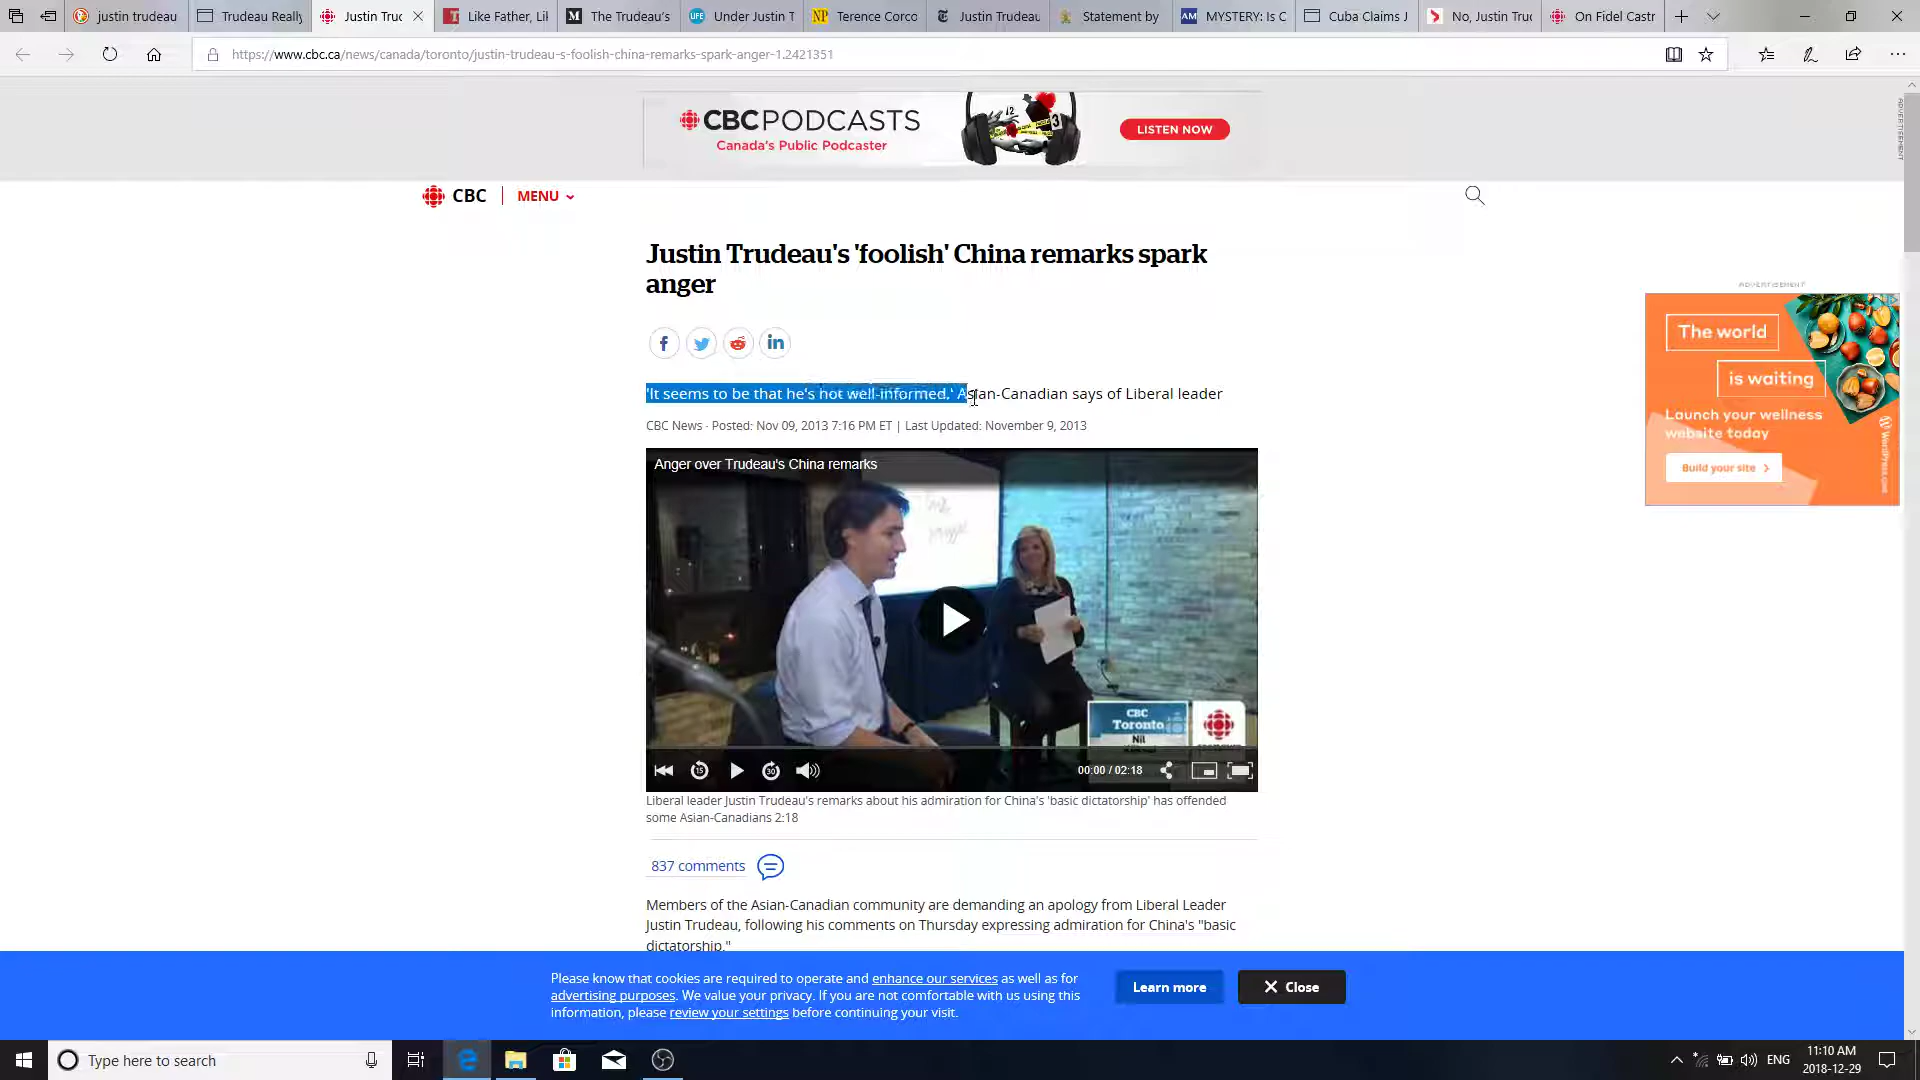 justin trudeau
Trudeau Really
Justin Truc
Like Father, Lik
The Trudeau's
Under Justin T
Terence Corco
Justin Trudeau
Statement by
MYSTERY: Is C
Cuba Claims J
No, Justin Truc
On Fidel Castr
https://www.cbc.ca/news/canada/toronto/justin-trudeau-s-foolish-china-remarks-spark-anger-1.2421351
CBC PODCASTS
Canada's Public Podcaster
LISTEN NOW
ADVERTISEMENT
CBC
MENU
Justin Trudeau's 'foolish' China remarks spark
anger
ADVERTISEMENT
The world
is waiting
Launch your wellness
website today
Build your site
WordPress.com
'It seems to be that he's not well-informed,' Asian-Canadian says of Liberal leader
CBC News · Posted: Nov 09, 2013 7:16 PM ET | Last Updated: November 9, 2013
Anger over Trudeau's China remarks
CBC
Toronto
00:00 / 02:18
Liberal leader Justin Trudeau's remarks about his admiration for China's 'basic dictatorship' has offended
some Asian-Canadians 2:18
837 comments
Members of the Asian-Canadian community are demanding an apology from Liberal Leader
Justin Trudeau, following his comments on Thursday expressing admiration for China's "basic
dictatorship."
Please know that cookies are required to operate and enhance our services as well as for
advertising purposes. We value your privacy. If you are not comfortable with us using this
information, please review your settings before continuing your visit.
Learn more
Close
Type here to search
ENG
11:10 AM
2018-12-29